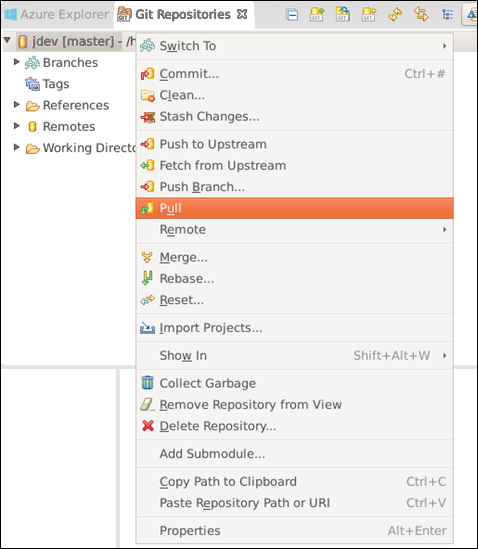 Azure Explorer Git Repositories
jdev [master] - /h
Branches
Tags
References
Remotes
Working Direct
Switch To
Commit... Ctrl+#
Clean...
Stash Changes...
Push to Upstream
Fetch from Upstream
Push Branch...
Pull
Remote
Merge...
Rebase...
Reset...
Import Projects...
Show In Shift+Alt+W
Collect Garbage
Remove Repository from View
Delete Repository...
Add Submodule...
Copy Path to Clipboard Ctrl+C
Paste Repository Path or URI Ctrl+V
Properties Alt+Enter